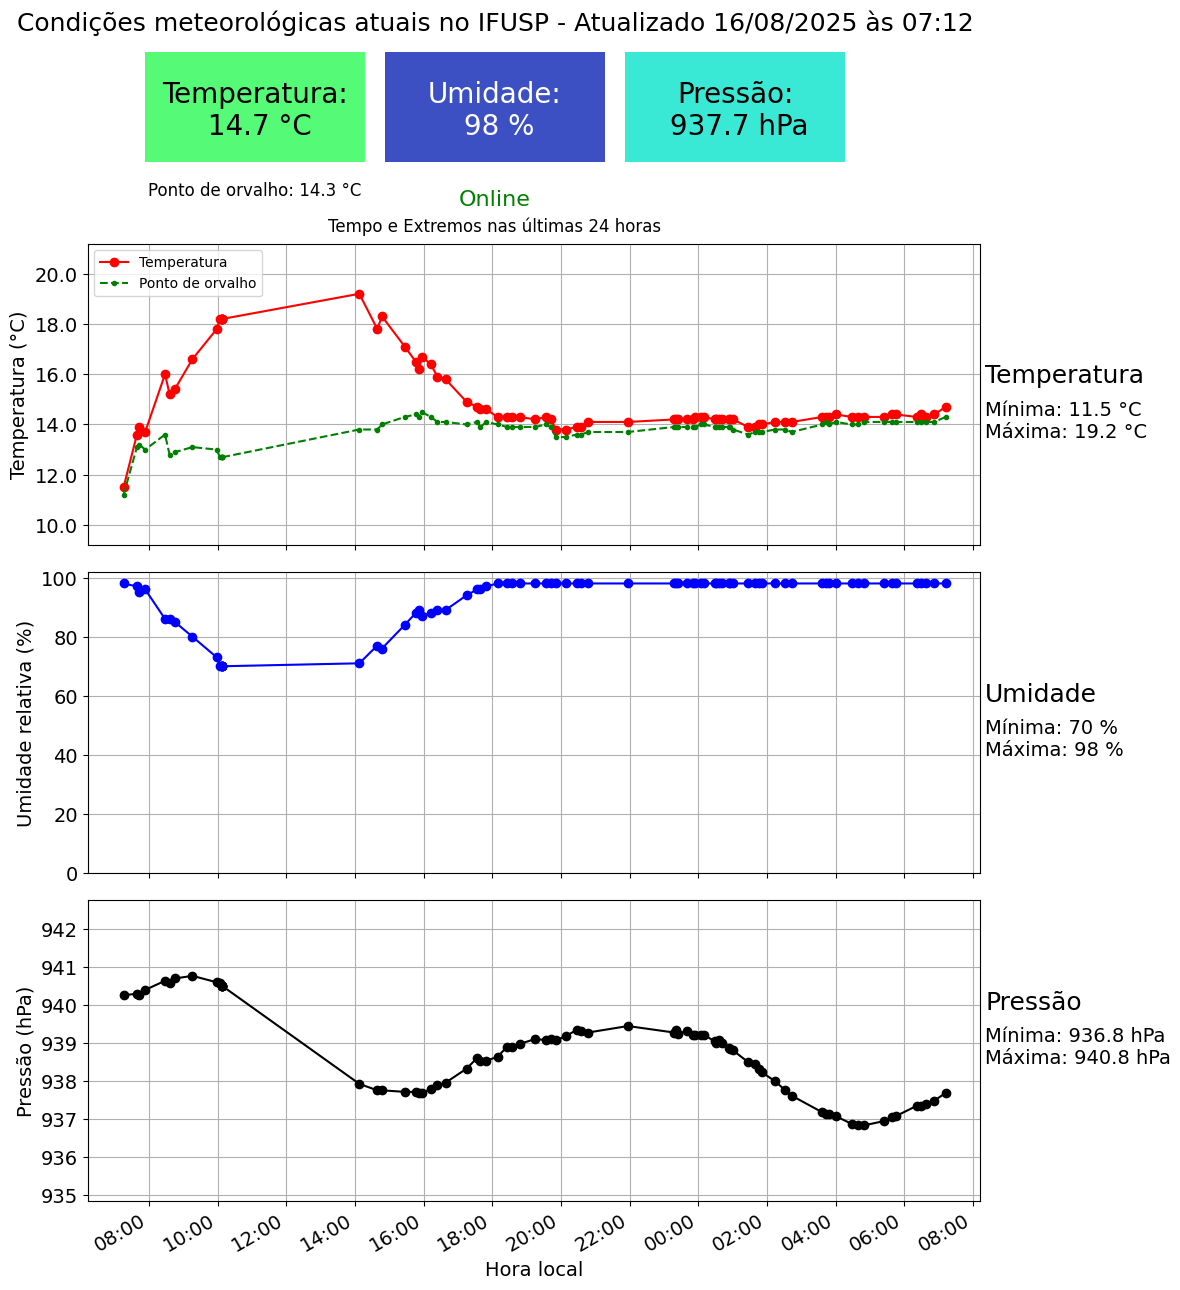 Condições meteorológicas atuais no IFUSP - Atualizado 16/08/2025 às 07:12
Temperatura:
14.7 °C
Umidade:
98 %
Pressão:
937.7 hPa
Ponto de orvalho: 14.3 °C
Online
Tempo e Extremos nas últimas 24 horas
Temperatura
Ponto de orvalho
Temperatura (°C)
20.0
18.0
16.0
14.0
12.0
10.0
Temperatura
Mínima: 11.5 °C
Máxima: 19.2 °C
Umidade relativa (%)
100
80
60
40
20
0
Umidade
Mínima: 70 %
Máxima: 98 %
Pressão (hPa)
942
941
940
939
938
937
936
935
Pressão
Mínima: 936.8 hPa
Máxima: 940.8 hPa
08:00
10:00
12:00
14:00
16:00
18:00
20:00
22:00
00:00
02:00
04:00
06:00
08:00
Hora local